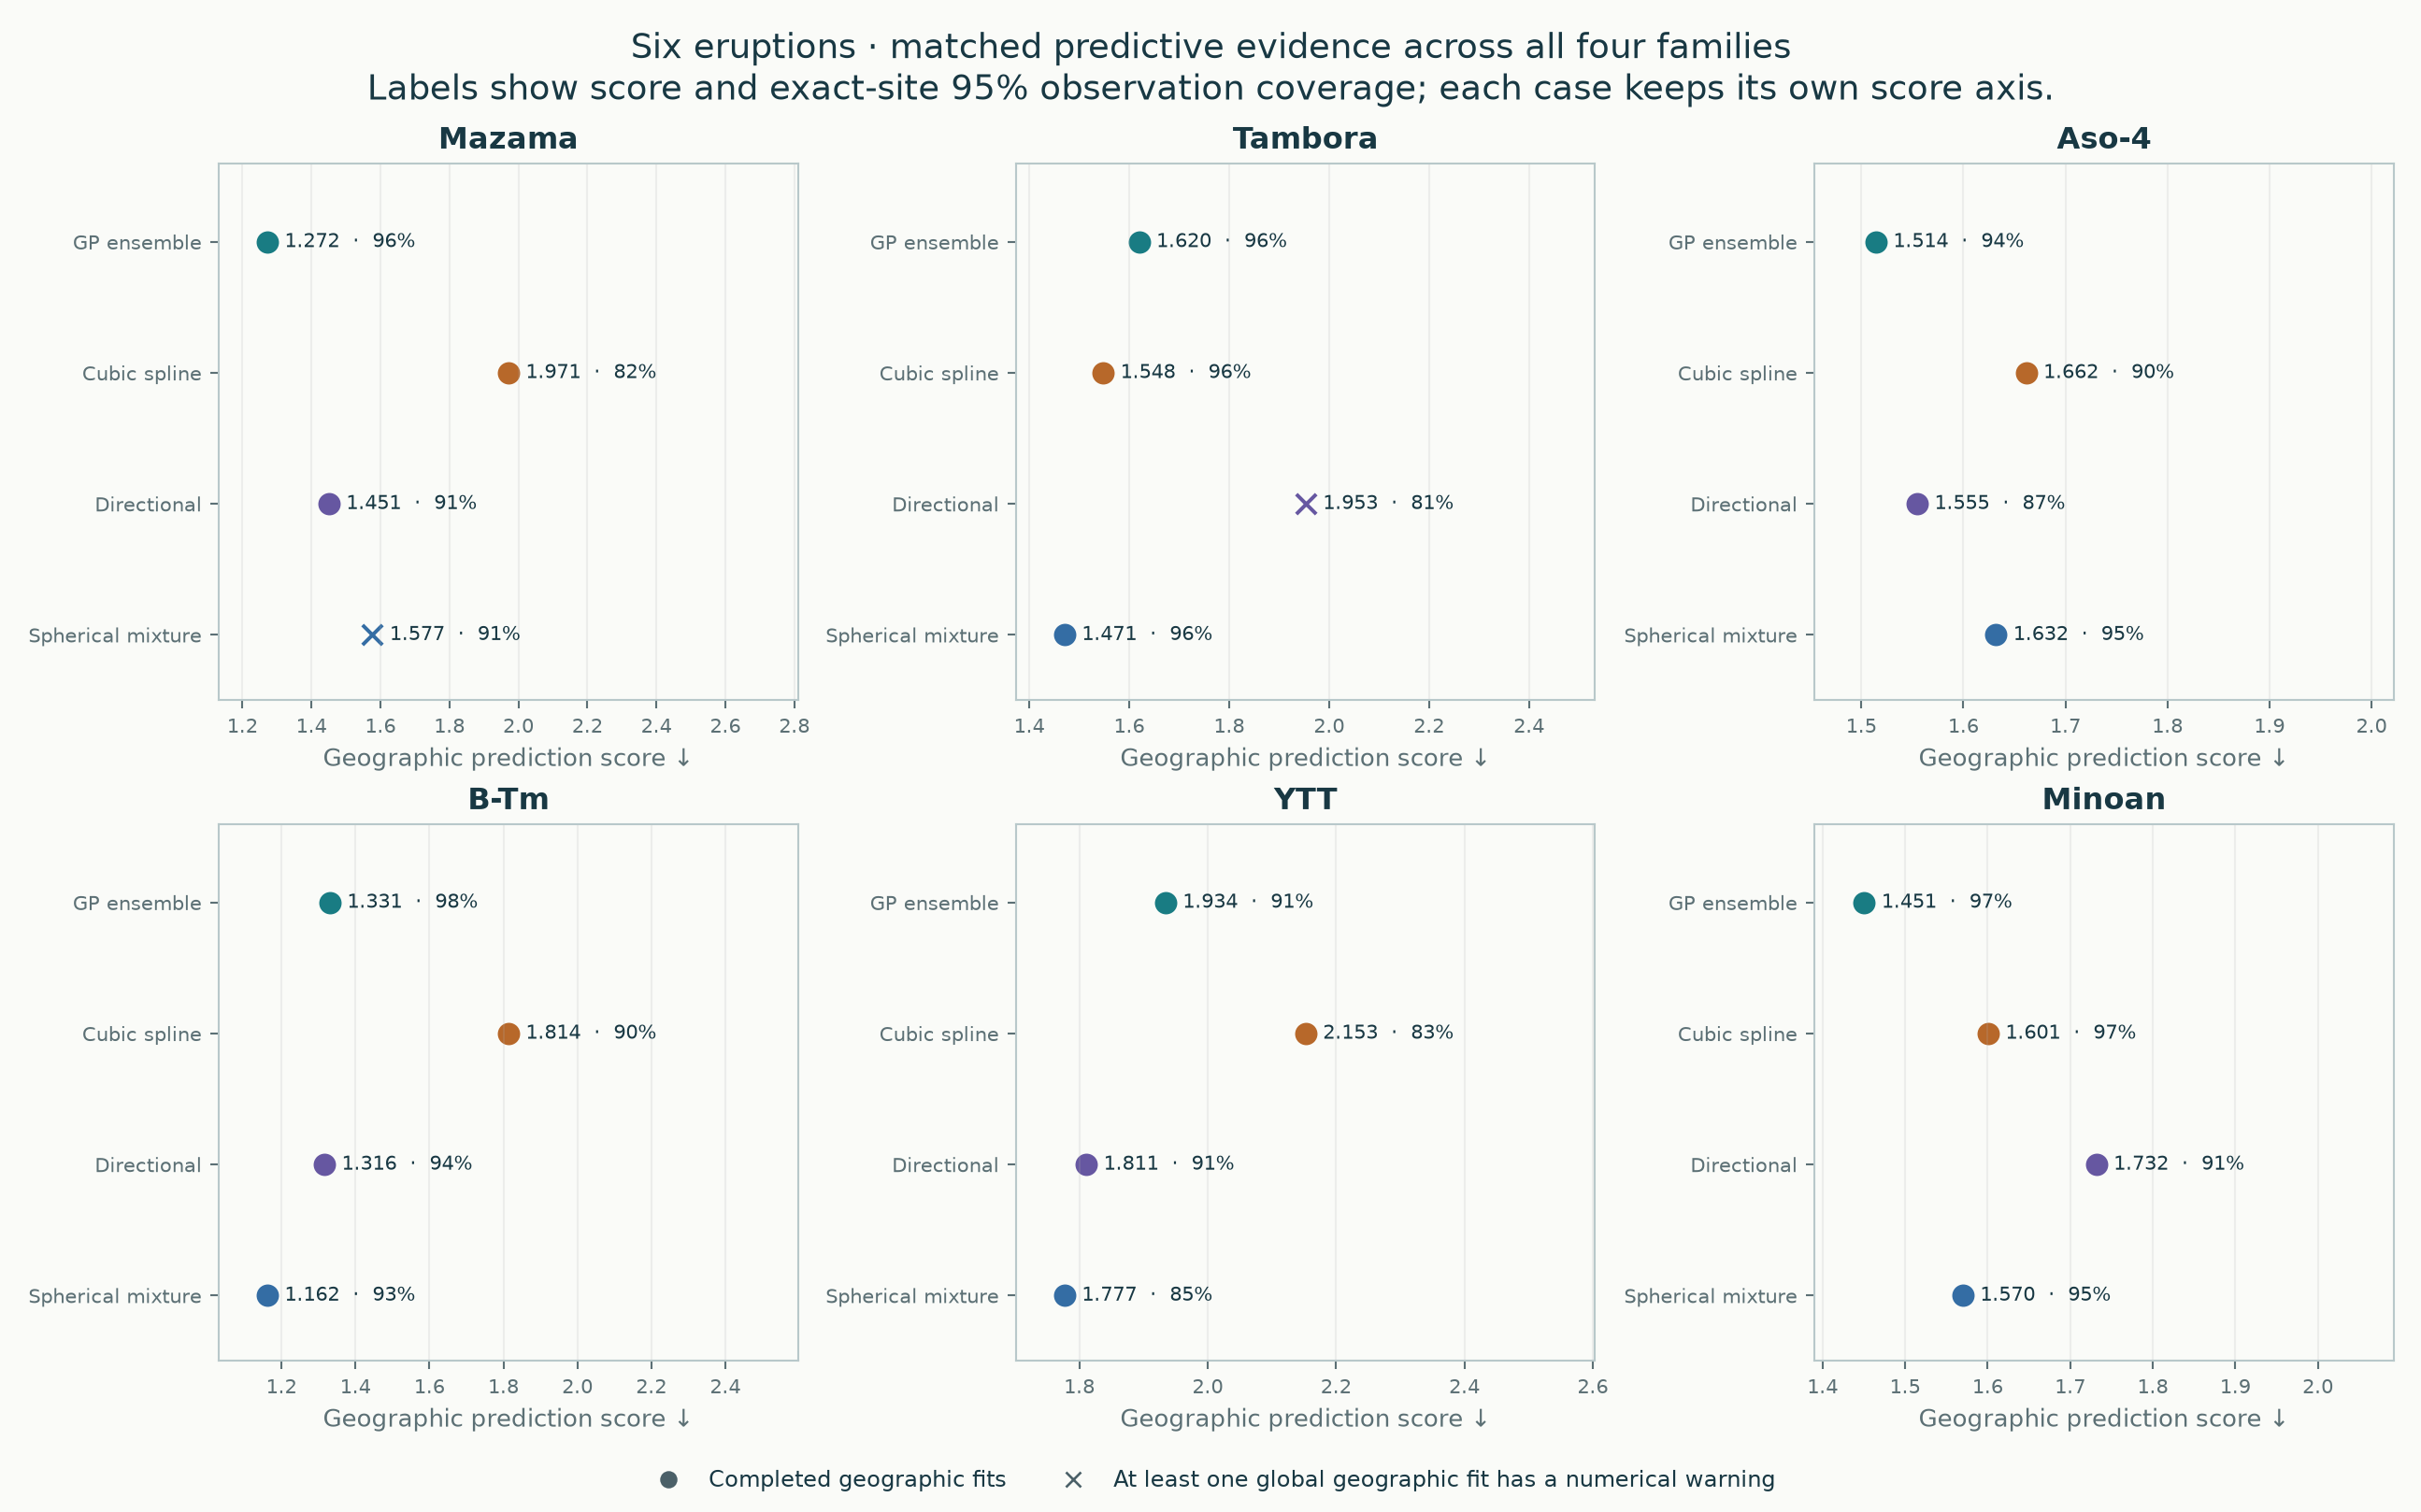 Six eruptions · matched predictive evidence across all four families
Labels show score and exact-site 95% observation coverage; each case keeps its own score axis.
Mazama
GP ensemble
1.272 · 96%
Cubic spline
1.971 · 82%
Directional
1.451 · 91%
Spherical mixture
1.577 · 91%
1.2 1.4 1.6 1.8 2.0 2.2 2.4 2.6 2.8
Geographic prediction score ↓
Tambora
GP ensemble
1.620 · 96%
Cubic spline
1.548 · 96%
Directional
1.953 · 81%
Spherical mixture
1.471 · 96%
1.4 1.6 1.8 2.0 2.2 2.4
Geographic prediction score ↓
Aso-4
GP ensemble
1.514 · 94%
Cubic spline
1.662 · 90%
Directional
1.555 · 87%
Spherical mixture
1.632 · 95%
1.5 1.6 1.7 1.8 1.9 2.0
Geographic prediction score ↓
B-Tm
GP ensemble
1.331 · 98%
Cubic spline
1.814 · 90%
Directional
1.316 · 94%
Spherical mixture
1.162 · 93%
1.2 1.4 1.6 1.8 2.0 2.2 2.4
Geographic prediction score ↓
YTT
GP ensemble
1.934 · 91%
Cubic spline
2.153 · 83%
Directional
1.811 · 91%
Spherical mixture
1.777 · 85%
1.8 2.0 2.2 2.4 2.6
Geographic prediction score ↓
Minoan
GP ensemble
1.451 · 97%
Cubic spline
1.601 · 97%
Directional
1.732 · 91%
Spherical mixture
1.570 · 95%
1.4 1.5 1.6 1.7 1.8 1.9 2.0
Geographic prediction score ↓
Completed geographic fits
At least one global geographic fit has a numerical warning